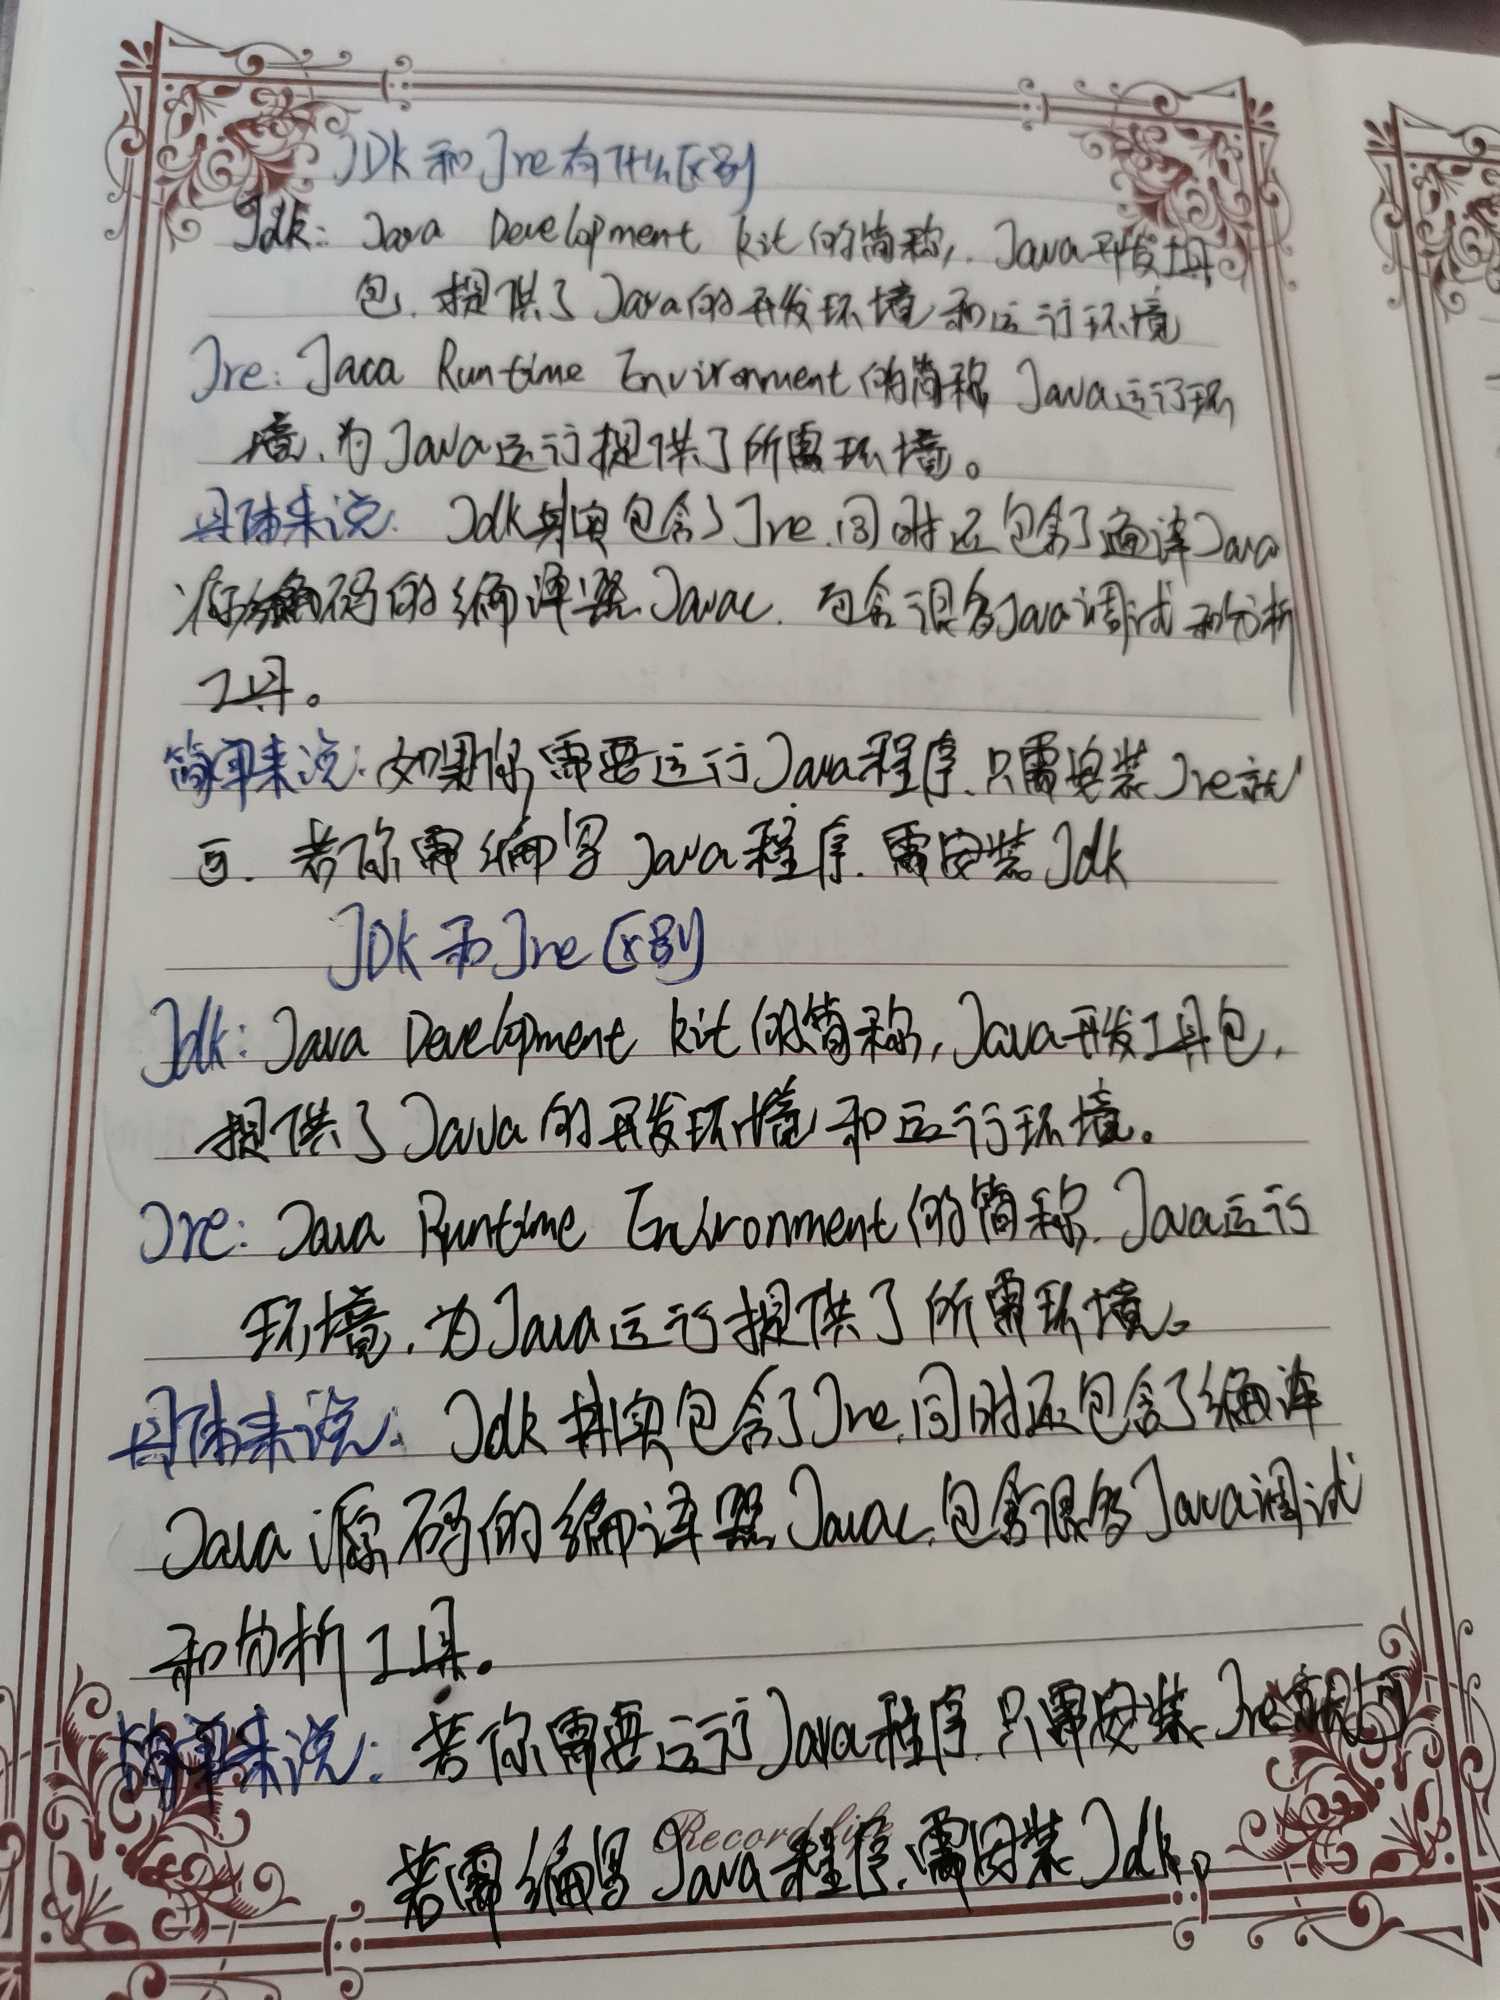 JDK和Jre有什么区别
Jdk: Java Development kit的简称, Java开发工具
包, 提供了Java的开发环境和运行环境
Jre: Jaca Runtime Environment的简称 Java运行环
境, 为Java运行提供了所需环境。
具体来说: Jdk其实包含了Jre, 同时还包含了 译Java
码的编译器Javac, 包含很多Java调试和分析
工具。
简单来说: 如果你需要运行Java程序, 只需安装Jre就
可, 若你需编写Java程序, 需安装Jdk
JDK和Jre区别
Jdk: Java Development kit的简称, Java开发工具包,
提供了Java的开发环境和运行环境。
Jre: Java Runtime Environment的简称, Java运行
环境, 为Java运行提供了所需环境。
具体来说: Jdk其实包含了Jre, 同时还包含了编译
Java源码的编译器Javac, 包含很多Java调试
和分析工具。
简单来说: 若你需要运行Java程序, 只需安装Jre就可
Record life
若需编写Java程序, 需安装Jdk。